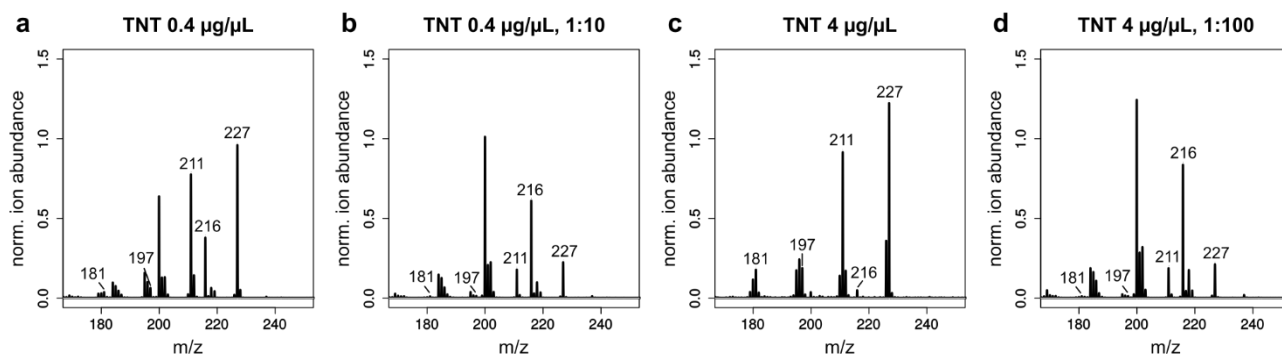 a TNT 0.4 µg/µL
norm. ion abundance
1.5
1.0
0.5
0.0
181
197
211
216
227
180 200 220 240
m/z
b TNT 0.4 µg/µL, 1:10
norm. ion abundance
1.5
1.0
0.5
0.0
181
197
211
216
227
180 200 220 240
m/z
c TNT 4 µg/µL
norm. ion abundance
1.5
1.0
0.5
0.0
181
197
211
216
227
180 200 220 240
m/z
d TNT 4 µg/µL, 1:100
norm. ion abundance
1.5
1.0
0.5
0.0
181
197
211
216
227
180 200 220 240
m/z